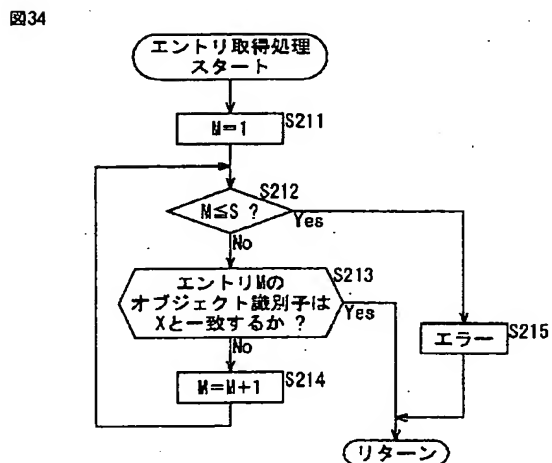 図34
エントリ取得処理
スタート
M=1
S211
S212
M≦S ?
Yes
No
S213
エントリMの
オブジェクト識別子は
Xと一致するか ?
Yes
No
S214
M=M+1
エラー
S215
リターン